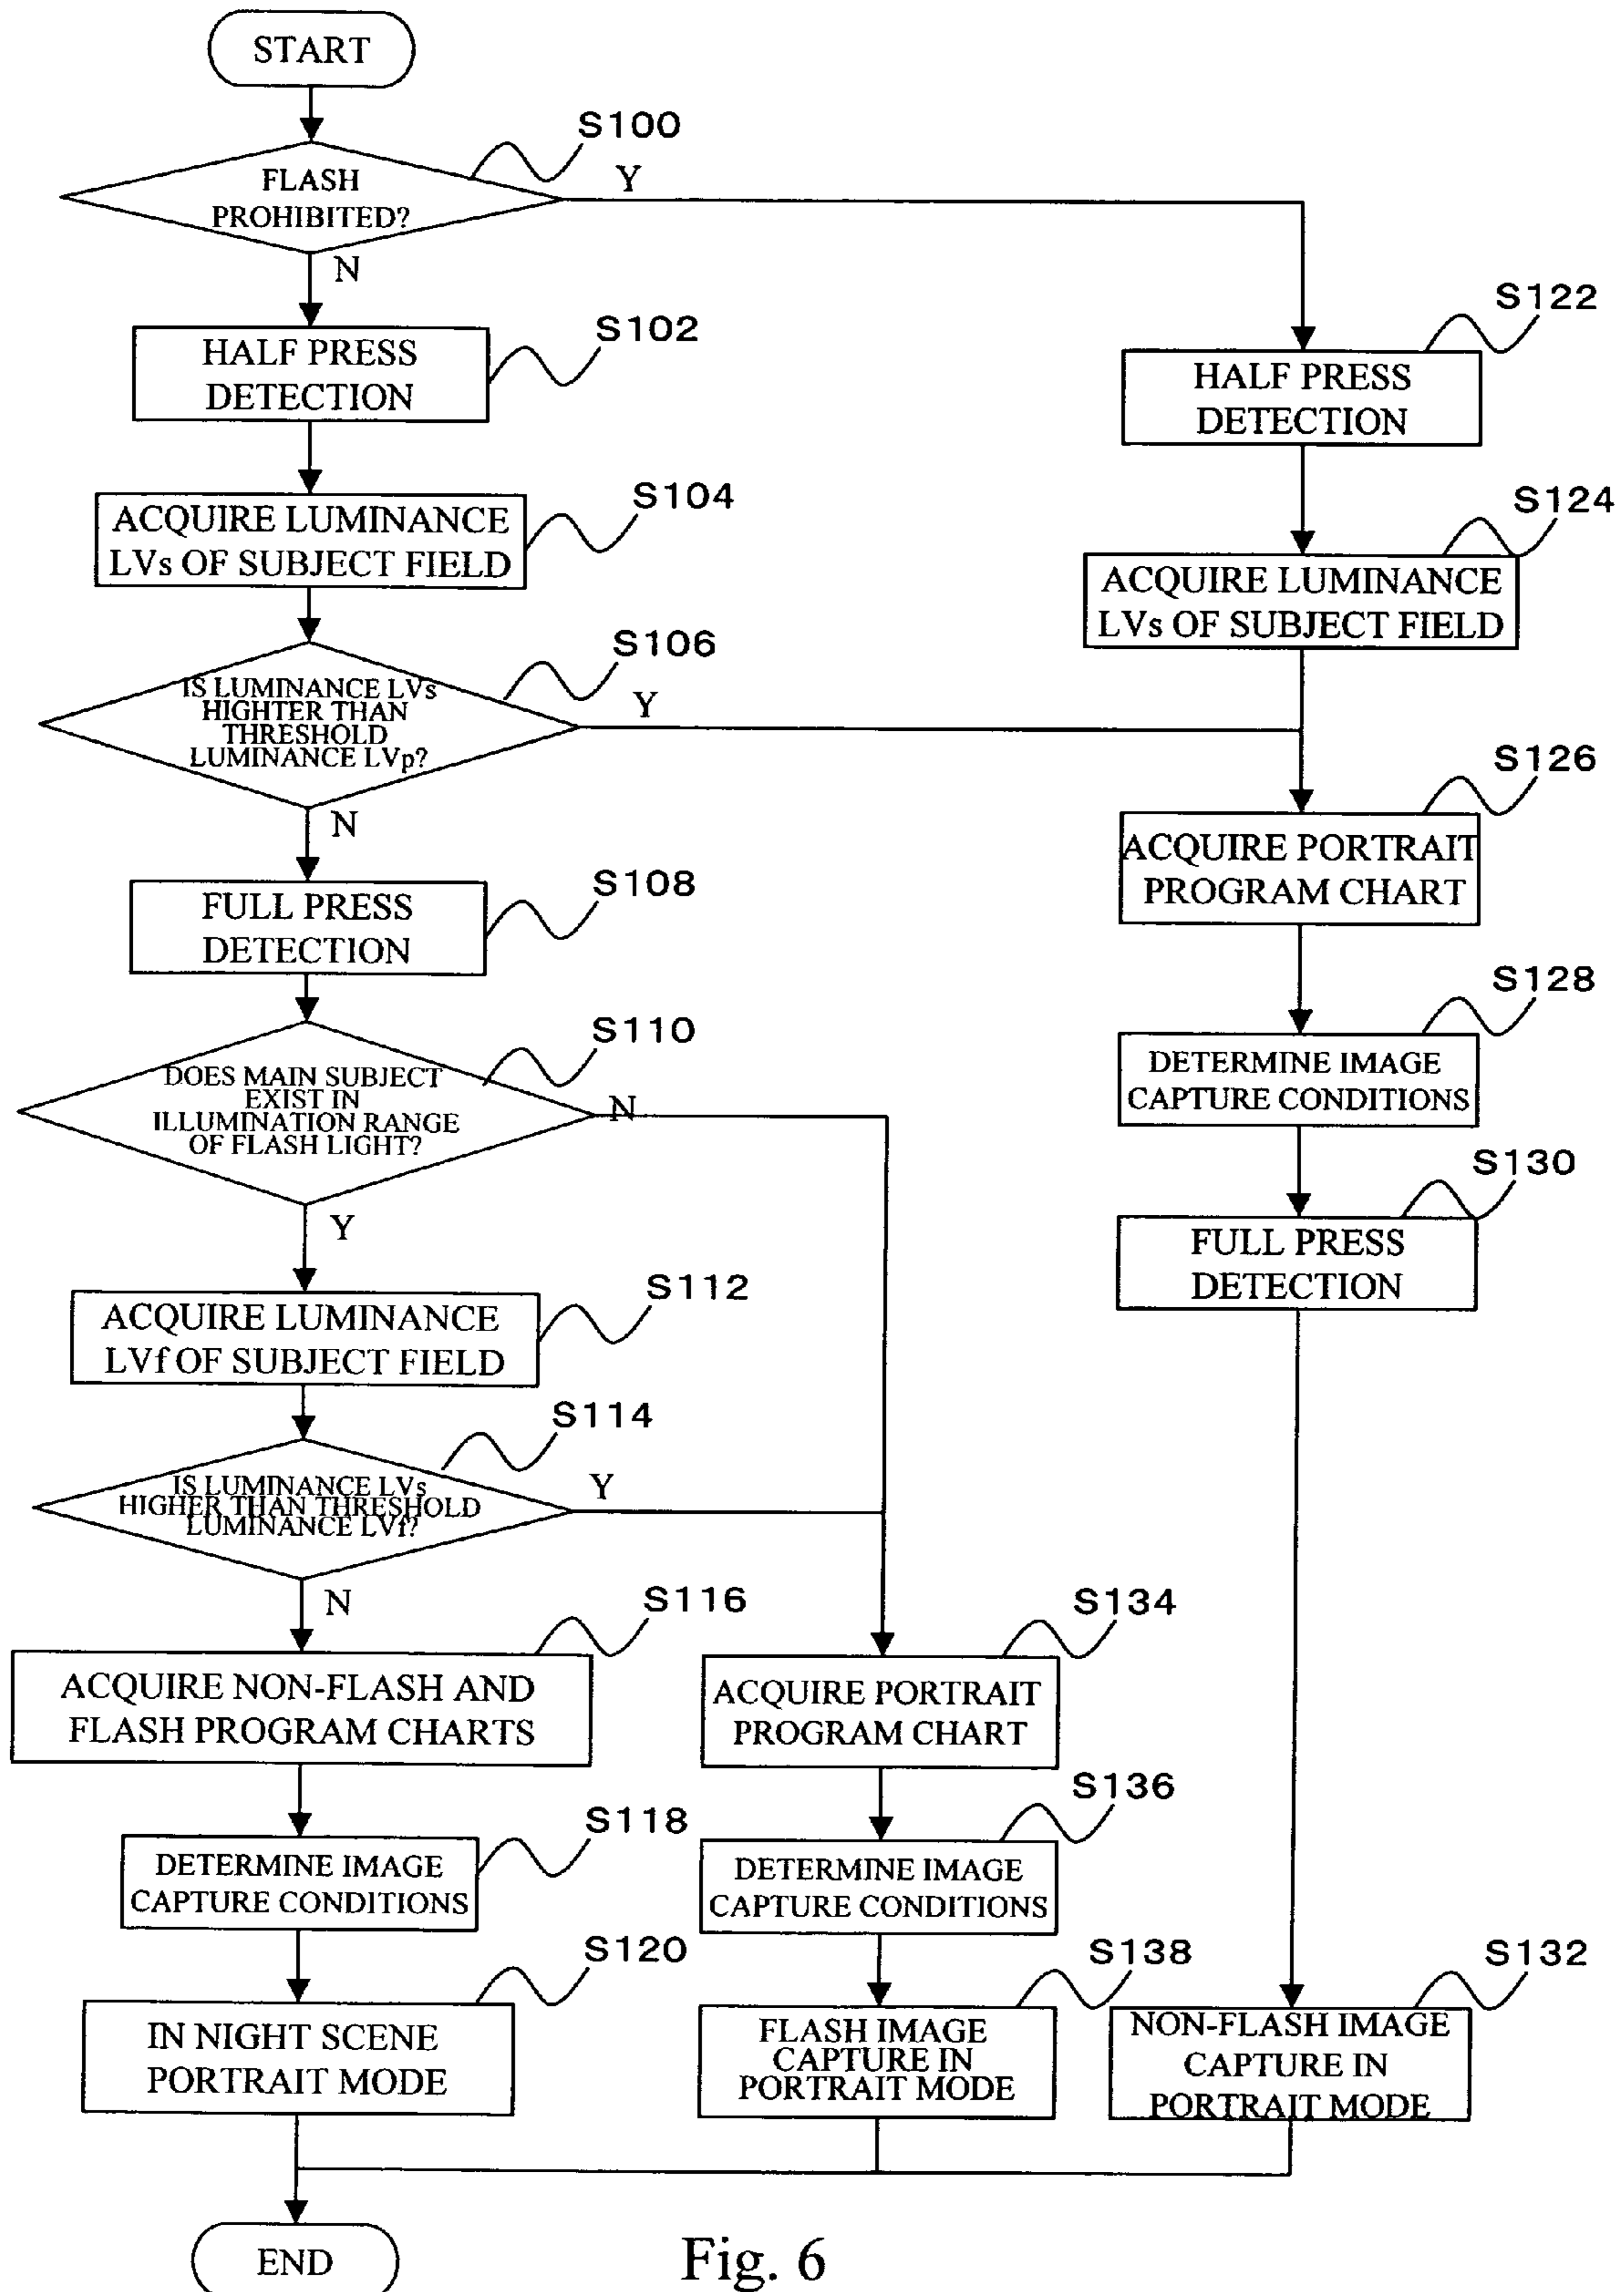 START
S100
FLASH
PROHIBITED?
Y
N
S102
HALF PRESS
DETECTION
S104
ACQUIRE LUMINANCE
LVs OF SUBJECT FIELD
S106
IS LUMINANCE LVs
HIGHTER THAN
THRESHOLD
LUMINANCE LVp?
Y
N
S108
FULL PRESS
DETECTION
S110
DOES MAIN SUBJECT
EXIST IN
ILLUMINATION RANGE
OF FLASH LIGHT?
N
Y
S112
ACQUIRE LUMINANCE
LVf OF SUBJECT FIELD
S114
IS LUMINANCE LVs
HIGHER THAN THRESHOLD
LUMINANCE LVf?
Y
N
S116
ACQUIRE NON-FLASH AND
FLASH PROGRAM CHARTS
S118
DETERMINE IMAGE
CAPTURE CONDITIONS
S120
IN NIGHT SCENE
PORTRAIT MODE
S122
HALF PRESS
DETECTION
S124
ACQUIRE LUMINANCE
LVs OF SUBJECT FIELD
S126
ACQUIRE PORTRAIT
PROGRAM CHART
S128
DETERMINE IMAGE
CAPTURE CONDITIONS
S130
FULL PRESS
DETECTION
S134
ACQUIRE PORTRAIT
PROGRAM CHART
S136
DETERMINE IMAGE
CAPTURE CONDITIONS
S138
FLASH IMAGE
CAPTURE IN
PORTRAIT MODE
S132
NON-FLASH IMAGE
CAPTURE IN
PORTRAIT MODE
END
Fig. 6